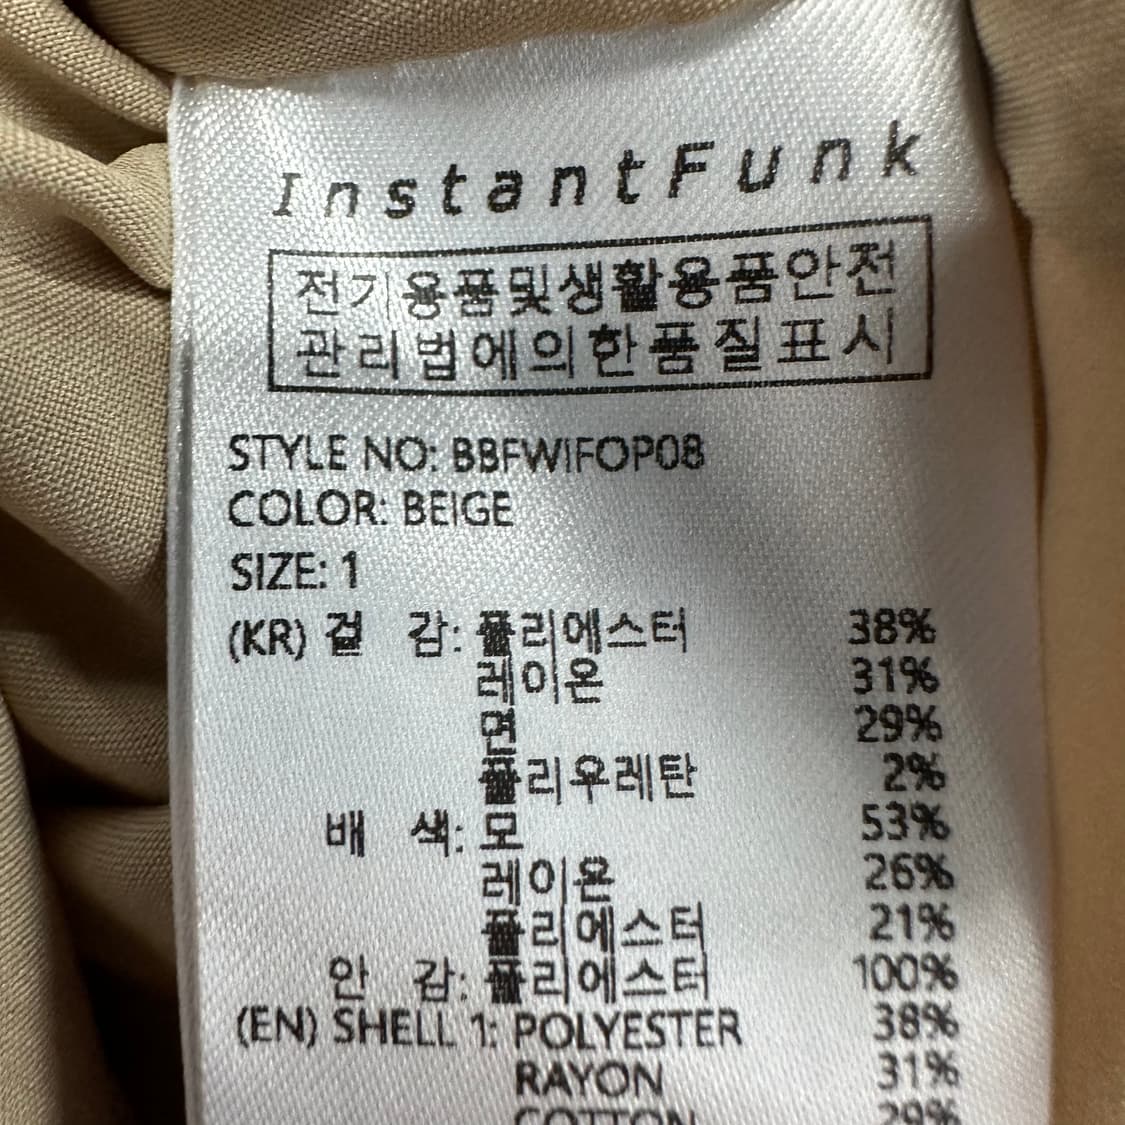 InstantFunk
전기용품및생활용품안전
관리법에의한품질표시
STYLE NO: BBFWIFOP08
COLOR: BEIGE
SIZE: 1
(KR) 겉 감: 폴리에스터 38%
레이온 31%
면 29%
폴리우레탄 2%
배 색: 모 53%
레이온 26%
폴리에스터 21%
안 감: 폴리에스터 100%
(EN) SHELL 1: POLYESTER 38%
RAYON 31%
COTTON 29%